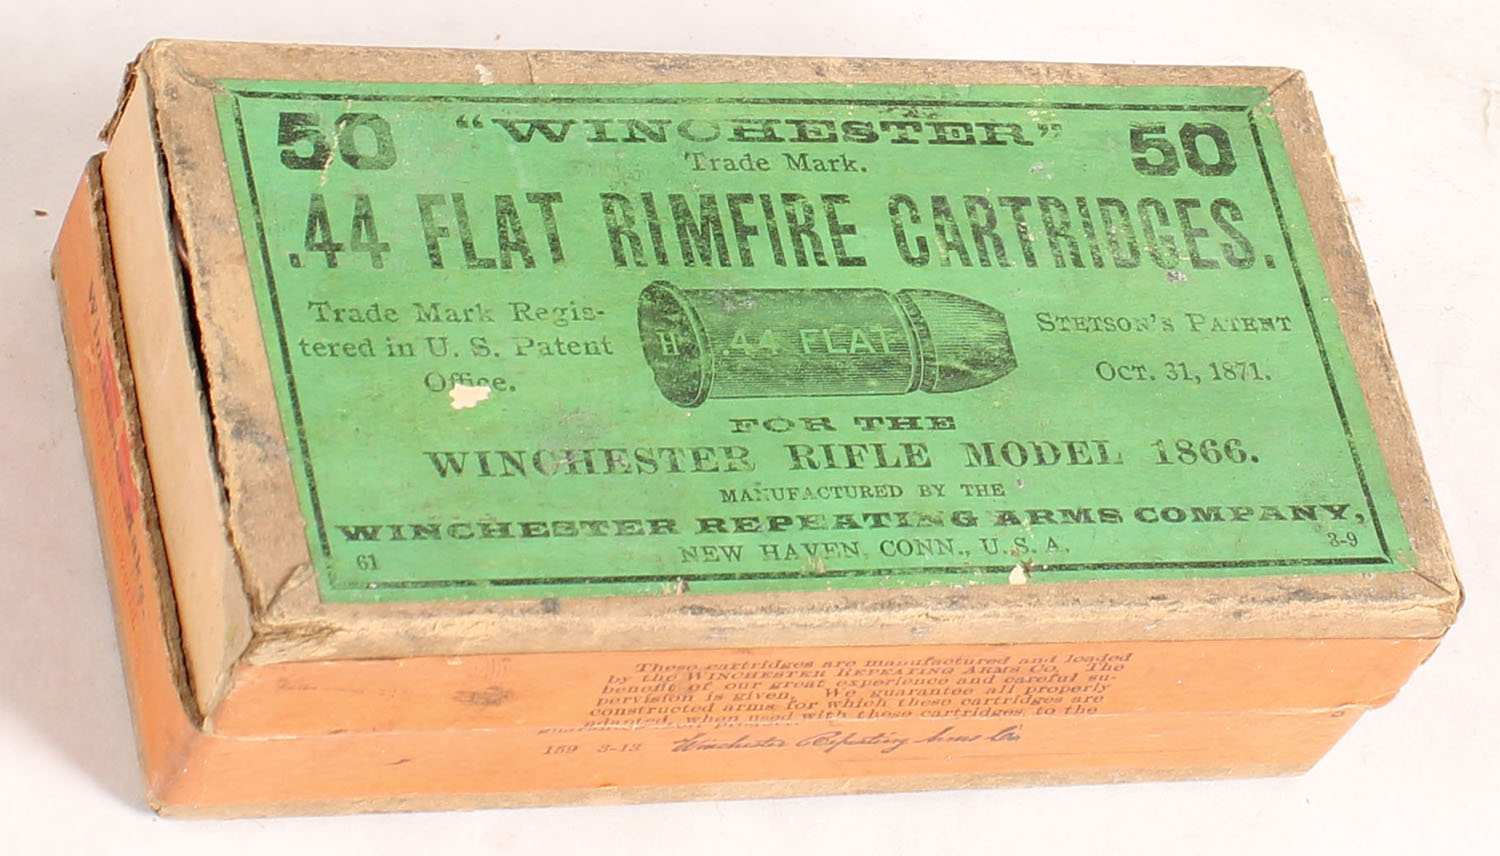 50 "WINCHESTER" 50
Trade Mark.
.44 FLAT RIMFIRE CARTRIDGES.
Trade Mark Regis-
tered in U. S. Patent
Office.
H .44 FLAT
STETSON'S PATENT
OCT. 31, 1871.
FOR THE
WINCHESTER RIFLE MODEL 1866.
MANUFACTURED BY THE
WINCHESTER REPEATING ARMS COMPANY,
61 NEW HAVEN, CONN., U. S. A. 3-9
These cartridges are manufactured and loaded
by the WINCHESTER REPEATING ARMS CO. The
benefit of our great experience and careful su-
pervision is given. We guarantee all properly
constructed arms for which these cartridges are
adapted, when used with these cartridges, to the
159 3-13 Winchester Repeating Arms Co.